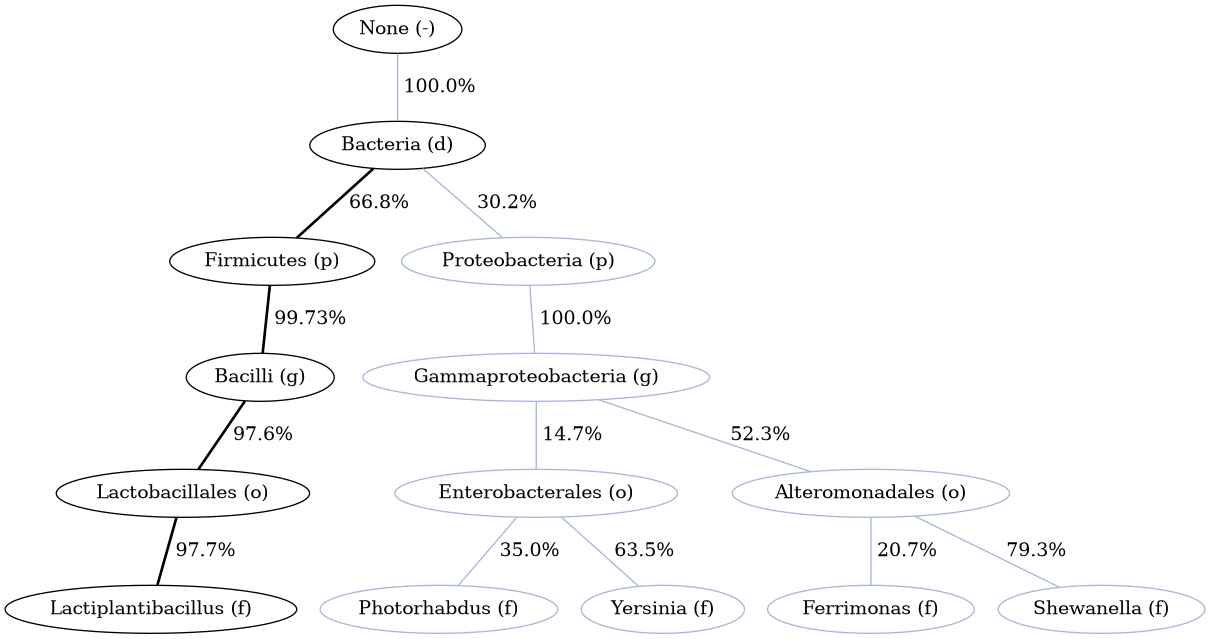 None (-)
100.0%
Bacteria (d)
66.8%
30.2%
Firmicutes (p)
Proteobacteria (p)
99.73%
100.0%
Bacilli (g)
Gammaproteobacteria (g)
97.6%
14.7%
52.3%
Lactobacillales (o)
Enterobacterales (o)
Alteromonadales (o)
97.7%
35.0%
63.5%
20.7%
79.3%
Lactiplantibacillus (f)
Photorhabdus (f)
Yersinia (f)
Ferrimonas (f)
Shewanella (f)